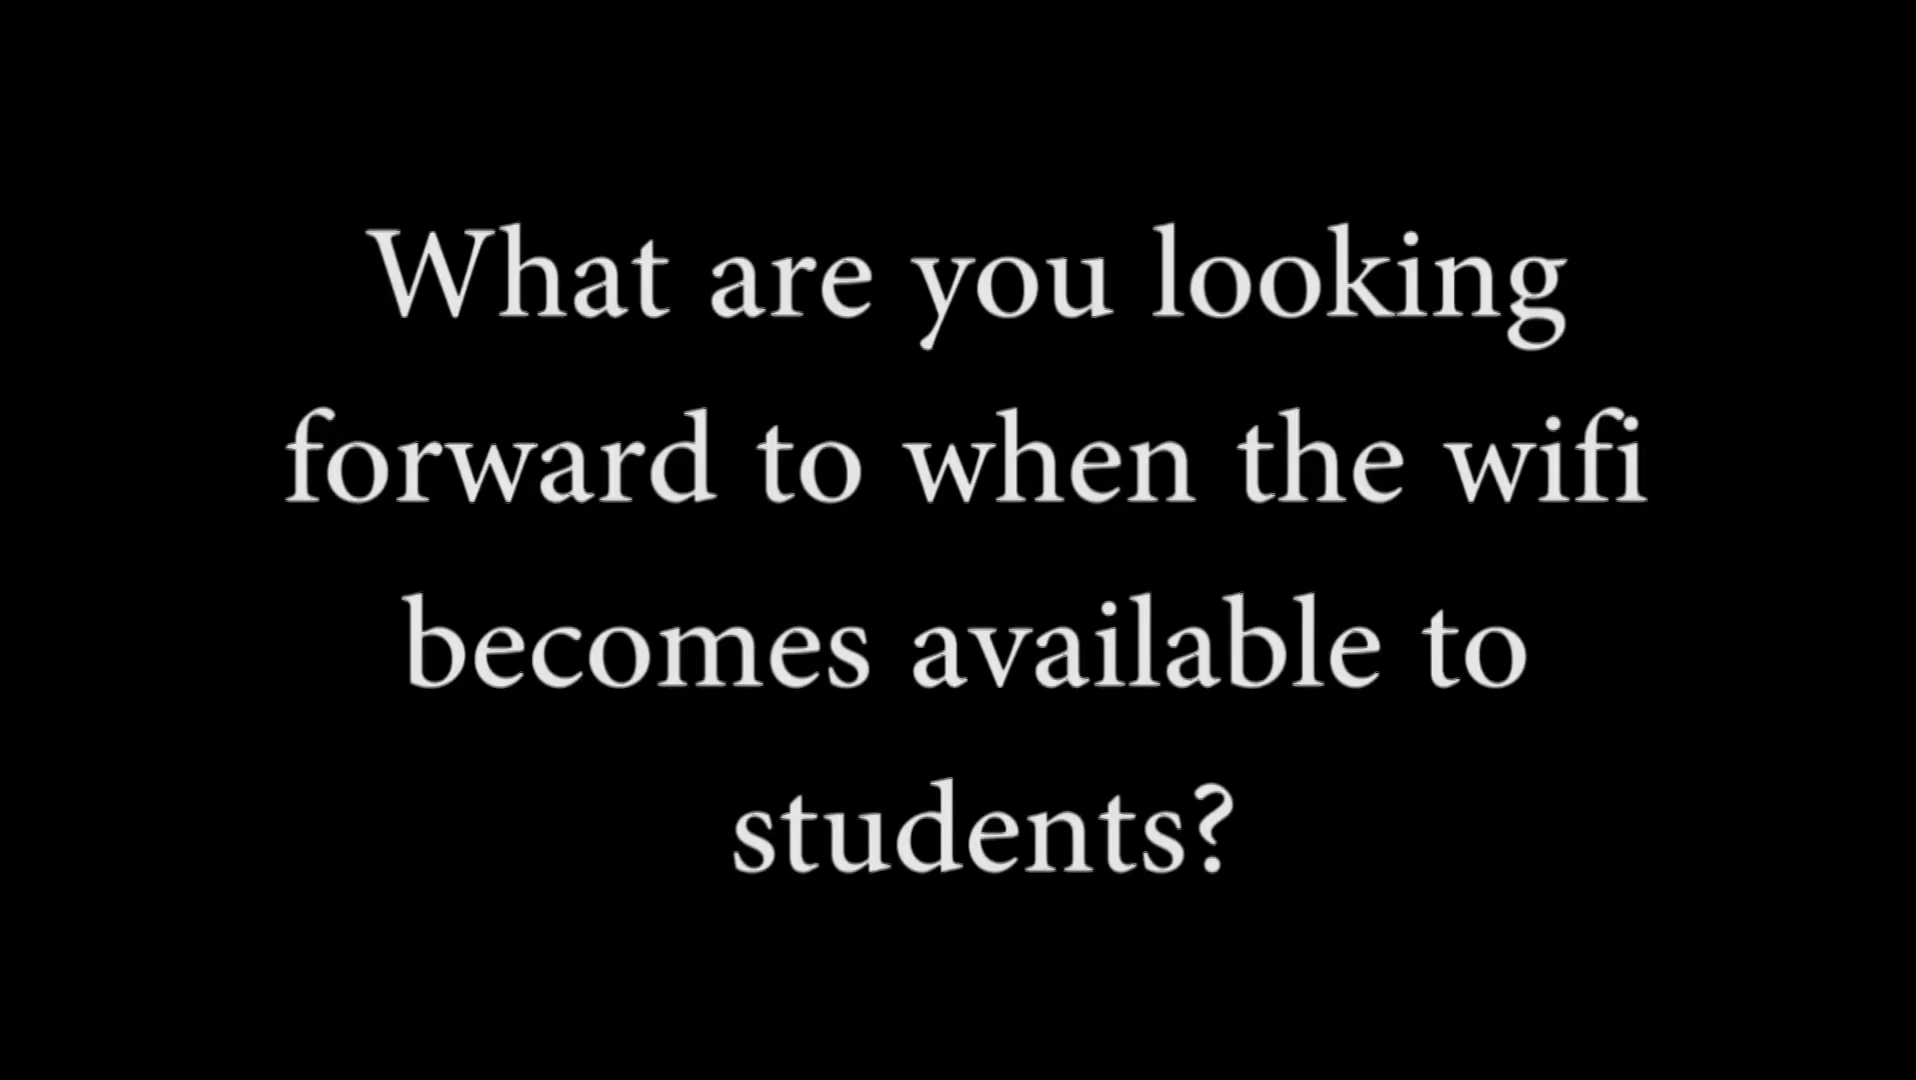 What are you looking
forward to when the wifi
becomes available to
students?